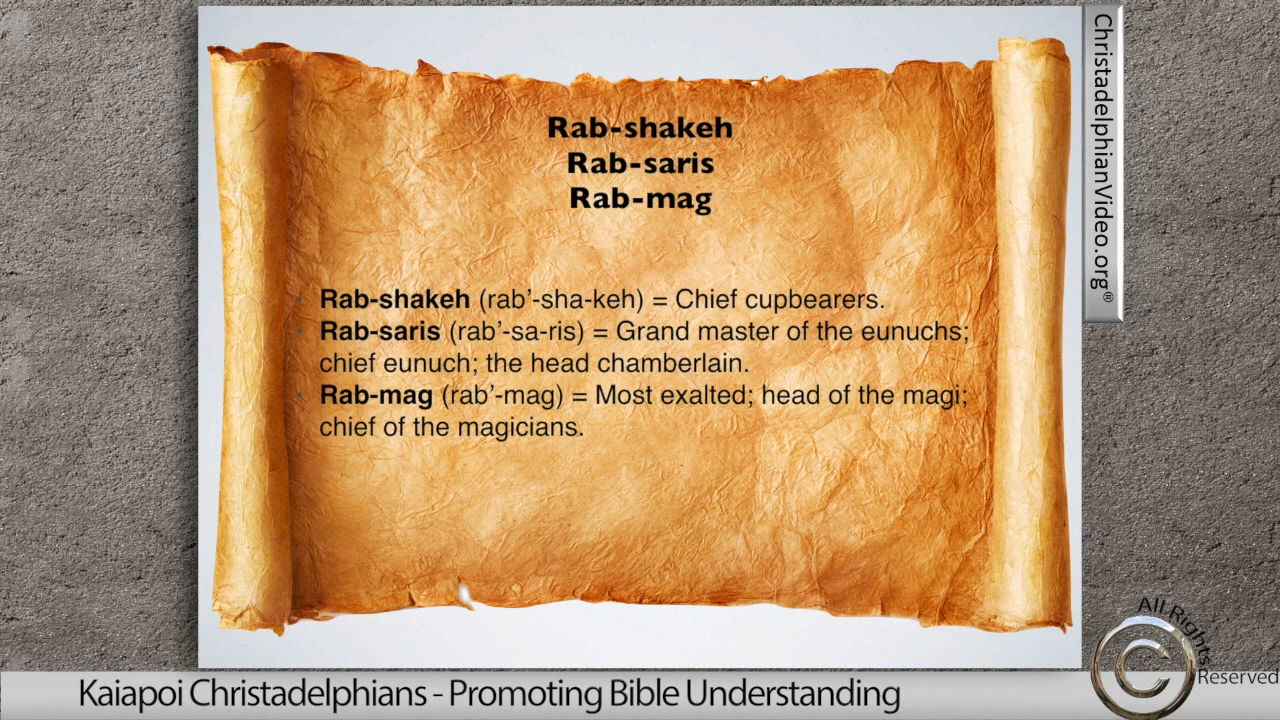 Rab-shakeh
Rab-saris
Rab-mag
• Rab-shakeh (rab’-sha-keh) = Chief cupbearers.
• Rab-saris (rab’-sa-ris) = Grand master of the eunuchs;
chief eunuch; the head chamberlain.
• Rab-mag (rab’-mag) = Most exalted; head of the magi;
chief of the magicians.
ChristadelphianVideo.org®
All Rights
C
Reserved
Kaiapoi Christadelphians - Promoting Bible Understanding